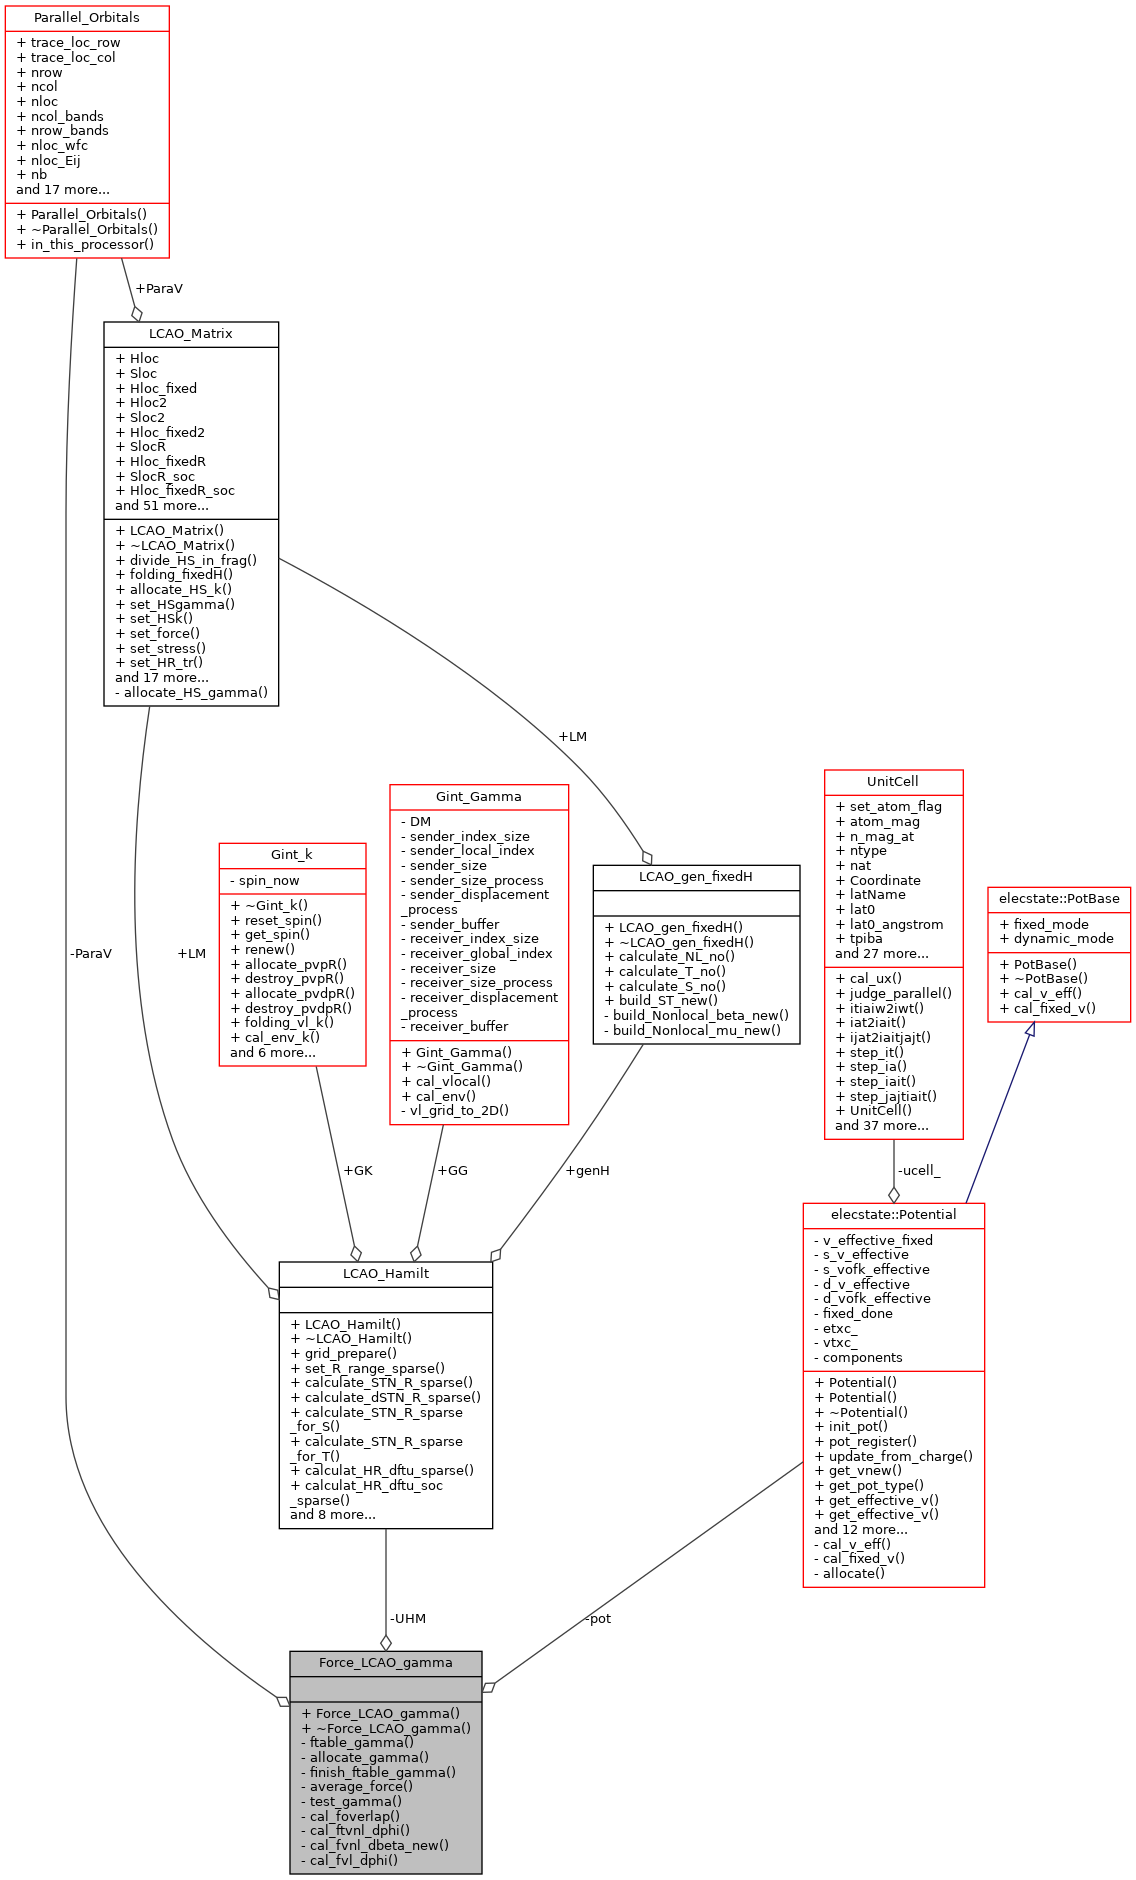 Parallel_Orbitals
+ trace_loc_row
+ trace_loc_col
+ nrow
+ ncol
+ nloc
+ ncol_bands
+ nrow_bands
+ nloc_wfc
+ nloc_Eij
+ nb
and 17 more...
+ Parallel_Orbitals()
+ ~Parallel_Orbitals()
+ in_this_processor()
+ParaV
LCAO_Matrix
+ Hloc
+ Sloc
+ Hloc_fixed
+ Hloc2
+ Sloc2
+ Hloc_fixed2
+ SlocR
+ Hloc_fixedR
+ SlocR_soc
+ Hloc_fixedR_soc
and 51 more...
+ LCAO_Matrix()
+ ~LCAO_Matrix()
+ divide_HS_in_frag()
+ folding_fixedH()
+ allocate_HS_k()
+ set_HSgamma()
+ set_HSk()
+ set_force()
+ set_stress()
+ set_HR_tr()
and 17 more...
- allocate_HS_gamma()
+LM
-ParaV
+LM
Gint_k
- spin_now
+ ~Gint_k()
+ reset_spin()
+ get_spin()
+ renew()
+ allocate_pvpR()
+ destroy_pvpR()
+ allocate_pvdpR()
+ destroy_pvdpR()
+ folding_vl_k()
+ cal_env_k()
and 6 more...
Gint_Gamma
- DM
- sender_index_size
- sender_local_index
- sender_size
- sender_size_process
- sender_displacement
_process
- sender_buffer
- receiver_index_size
- receiver_global_index
- receiver_size
- receiver_size_process
- receiver_displacement
_process
- receiver_buffer
+ Gint_Gamma()
+ ~Gint_Gamma()
+ cal_vlocal()
+ cal_env()
- vl_grid_to_2D()
LCAO_gen_fixedH
+ LCAO_gen_fixedH()
+ ~LCAO_gen_fixedH()
+ calculate_NL_no()
+ calculate_T_no()
+ calculate_S_no()
+ build_ST_new()
- build_Nonlocal_beta_new()
- build_Nonlocal_mu_new()
UnitCell
+ set_atom_flag
+ atom_mag
+ n_mag_at
+ ntype
+ nat
+ Coordinate
+ latName
+ lat0
+ lat0_angstrom
+ tpiba
and 27 more...
+ cal_ux()
+ judge_parallel()
+ itiaiw2iwt()
+ iat2iait()
+ ijat2iaitjajt()
+ step_it()
+ step_ia()
+ step_iait()
+ step_jajtiait()
+ UnitCell()
and 37 more...
elecstate::PotBase
+ fixed_mode
+ dynamic_mode
+ PotBase()
+ ~PotBase()
+ cal_v_eff()
+ cal_fixed_v()
+GK
+GG
+genH
-ucell_
LCAO_Hamilt
+ LCAO_Hamilt()
+ ~LCAO_Hamilt()
+ grid_prepare()
+ set_R_range_sparse()
+ calculate_STN_R_sparse()
+ calculate_dSTN_R_sparse()
+ calculate_STN_R_sparse
_for_S()
+ calculate_STN_R_sparse
_for_T()
+ calculat_HR_dftu_sparse()
+ calculat_HR_dftu_soc
_sparse()
and 8 more...
elecstate::Potential
- v_effective_fixed
- s_v_effective
- s_vofk_effective
- d_v_effective
- d_vofk_effective
- fixed_done
- etxc_
- vtxc_
- components
+ Potential()
+ Potential()
+ ~Potential()
+ init_pot()
+ pot_register()
+ update_from_charge()
+ get_vnew()
+ get_pot_type()
+ get_effective_v()
+ get_effective_v()
and 12 more...
- cal_v_eff()
- cal_fixed_v()
- allocate()
-UHM
-pot
Force_LCAO_gamma
+ Force_LCAO_gamma()
+ ~Force_LCAO_gamma()
- ftable_gamma()
- allocate_gamma()
- finish_ftable_gamma()
- average_force()
- test_gamma()
- cal_foverlap()
- cal_ftvnl_dphi()
- cal_fvnl_dbeta_new()
- cal_fvl_dphi()